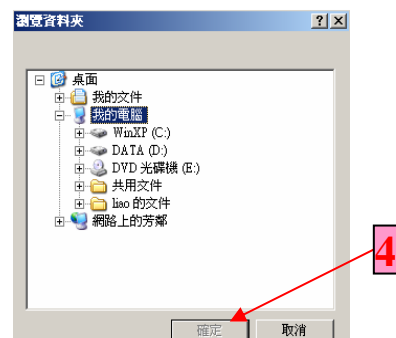 瀏覽資料夾
桌面
我的文件
我的電腦
WinXP (C:)
DATA (D:)
DVD 光碟機 (E:)
共用文件
liao 的文件
網路上的芳鄰
4
確定 取消